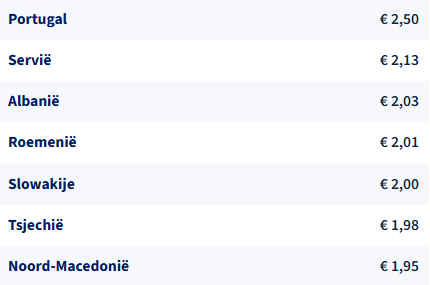 Portugal € 2,50
Servië € 2,13
Albanië € 2,03
Roemenië € 2,01
Slowakije € 2,00
Tsjechië € 1,98
Noord-Macedonië € 1,95